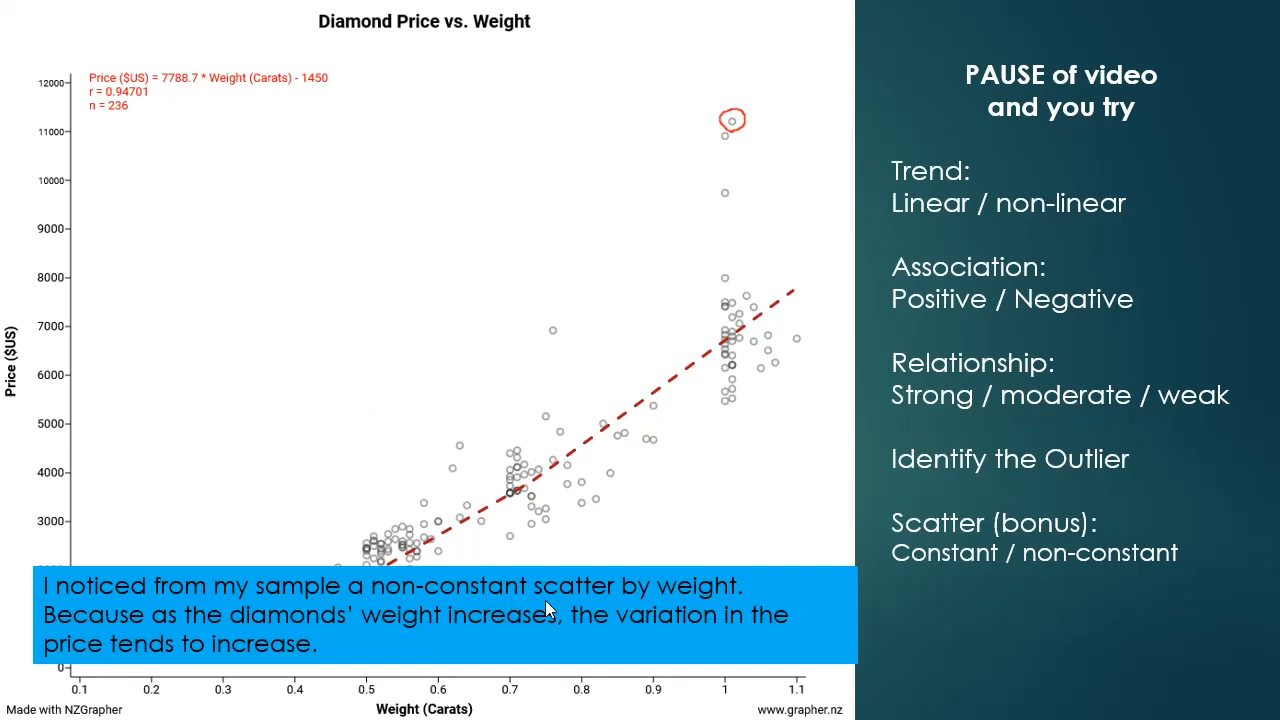 Diamond Price vs. Weight
Price ($US) = 7788.7 * Weight (Carats) - 1450
r = 0.94701
n = 236
12000
11000
10000
9000
8000
7000
6000
5000
4000
3000
0
Price ($US)
0.1 0.2 0.3 0.4 0.5 0.6 0.7 0.8 0.9 1 1.1
Made with NZGrapher
Weight (Carats)
www.grapher.nz
I noticed from my sample a non-constant scatter by weight.
Because as the diamonds’ weight increases, the variation in the
price tends to increase.
PAUSE of video
and you try
Trend:
Linear / non-linear
Association:
Positive / Negative
Relationship:
Strong / moderate / weak
Identify the Outlier
Scatter (bonus):
Constant / non-constant